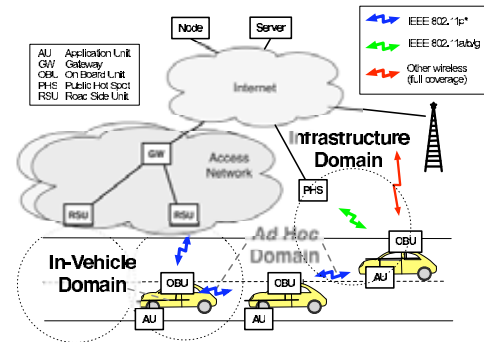 Node
Server
IEEE 802.11p*
IEEE 802.11a/b/g
Other wireless
(full coverage)
AU Application Unit
GW Gateway
OBU On Board Unit
PHS Public Hot Spot
RSU Road Side Unit
Internet
Infrastructure
Domain
GW
Access
Network
PHS
RSU
RSU
Ad Hoc
Domain
OBU
In-Vehicle
Domain
OBU
OBU
AU
AU
AU